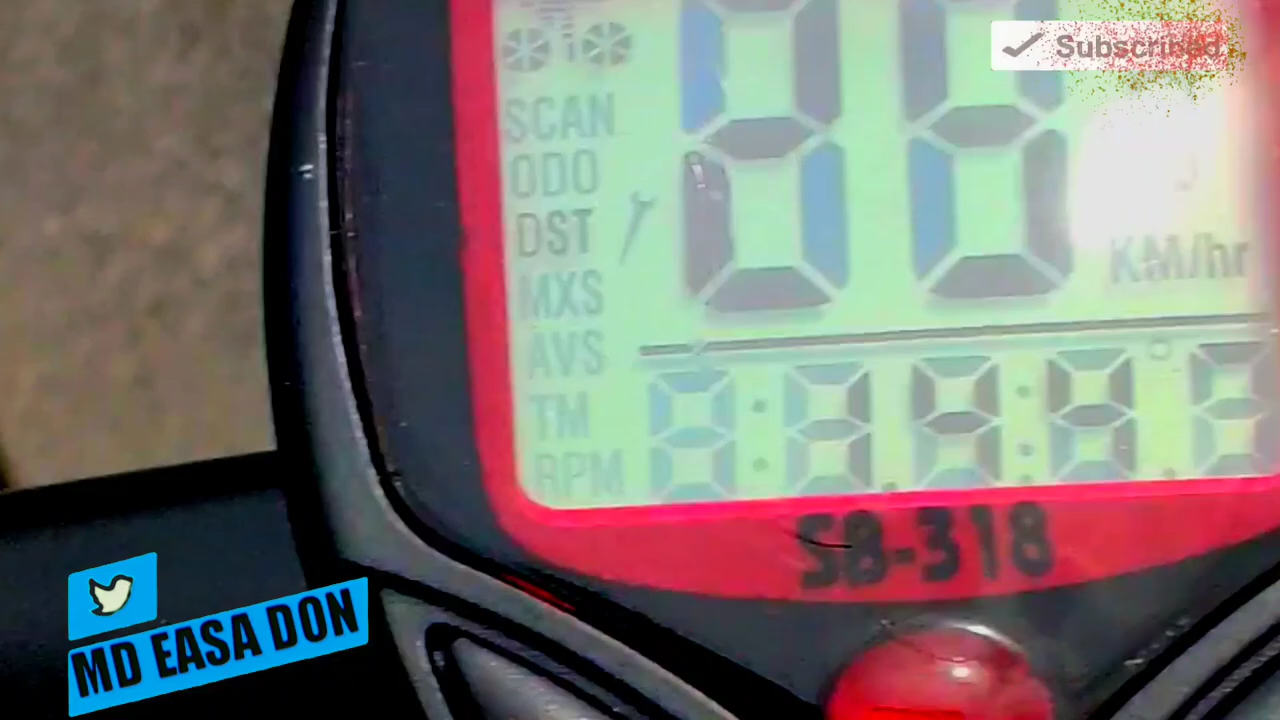 Subscribed
SCAN
ODO
DST
MXS
AVS
TM
RPM
KM/hr
SB-318
MD EASA DON